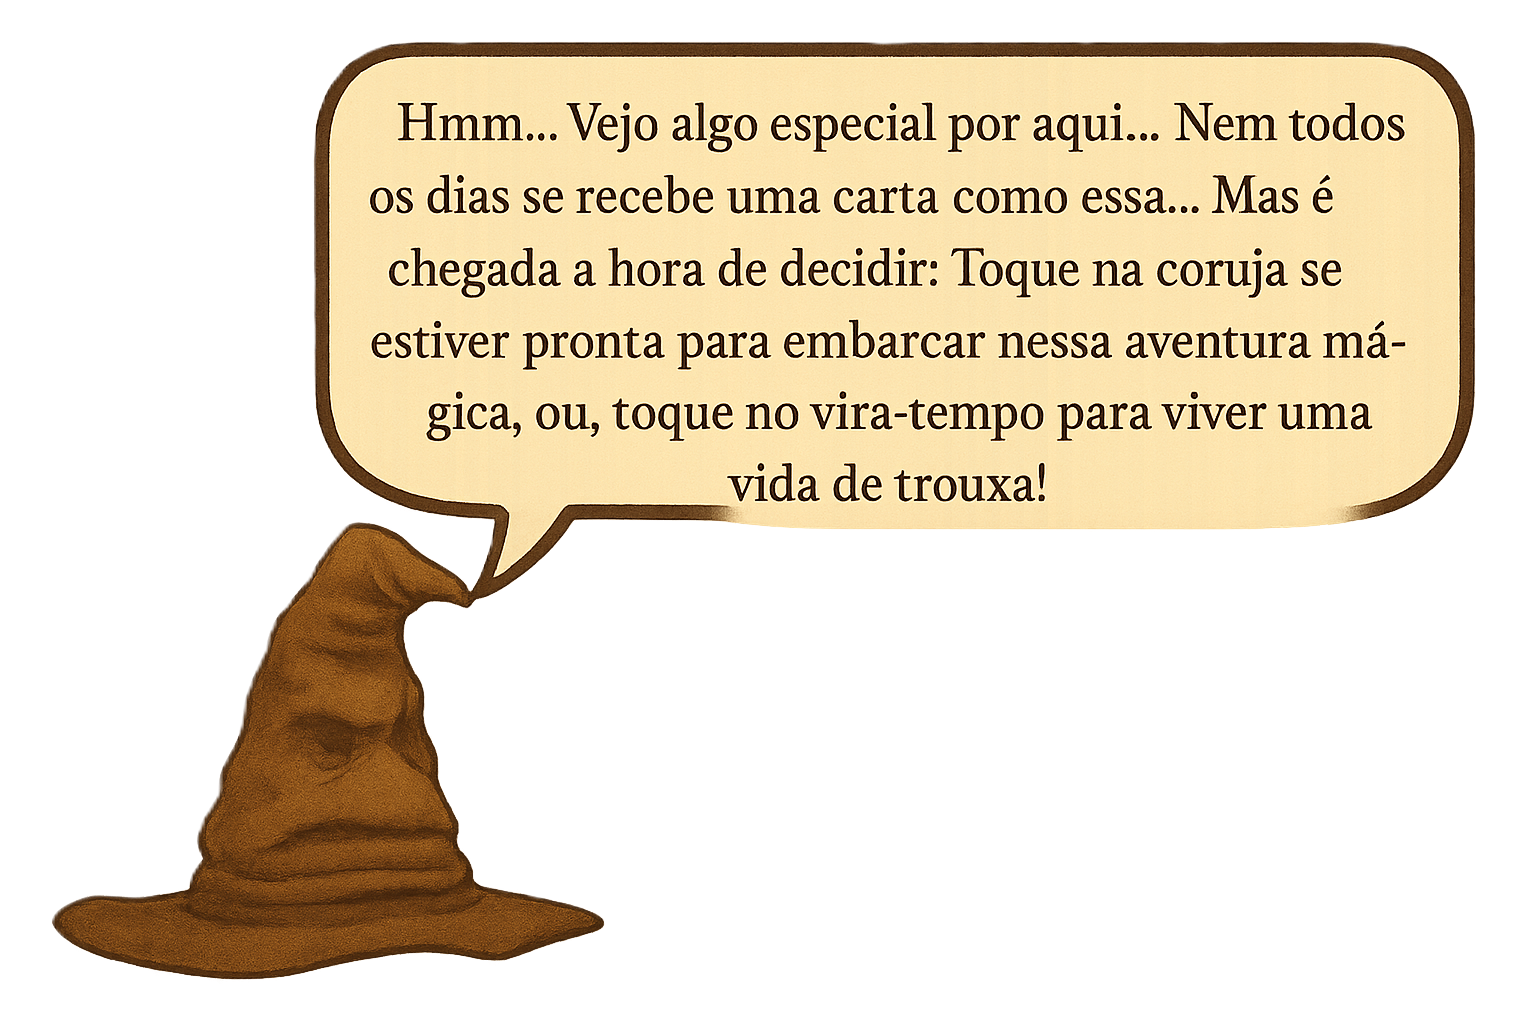 Hmm... Vejo algo especial por aqui... Nem todos
os dias se recebe uma carta como essa... Mas é
chegada a hora de decidir: Toque na coruja se
estiver pronta para embarcar nessa aventura má-
gica, ou, toque no vira-tempo para viver uma
vida de trouxa!